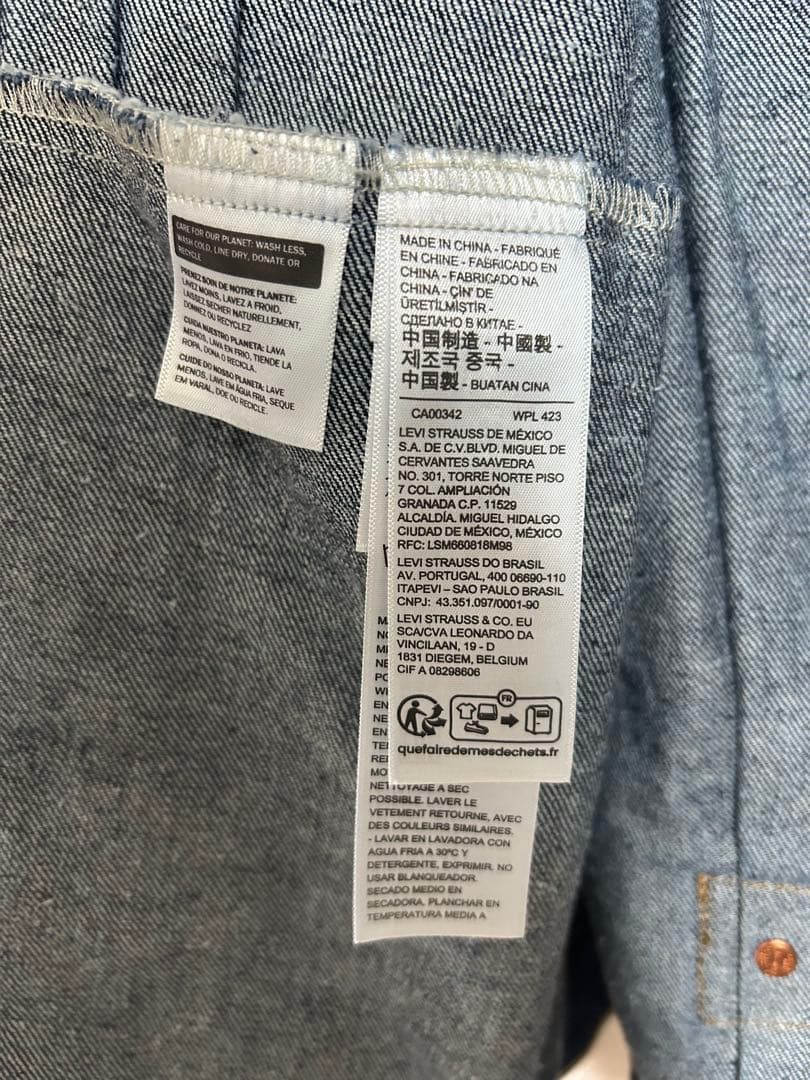 CARE FOR OUR PLANET: WASH LESS,
WASH COLD, LINE DRY, DONATE OR
RECYCLE
PRENEZ SOIN DE NOTRE PLANETE:
LAVEZ MOINS, LAVEZ A FROID,
LAISSEZ SECHER NATURELLEMENT,
DONNEZ OU RECYCLEZ
CUIDA NUESTRO PLANETA: LAVA
MENOS, LAVA EN FRIO, TIENDE LA
ROPA, DONA O RECICLA.
CUIDE DO NOSSO PLANETA: LAVE
MENOS, LAVE EM ÁGUA FRIA, SEQUE
EM VARAL, DOE OU RECICLE.
MADE IN CHINA - FABRIQUÉ
EN CHINE - FABRICADO EN
CHINA - FABRICADO NA
CHINA - ÇİN' DE
ÜRETİLMİŞTİR -
СДЕЛАНО В КИТАЕ -
中国制造 - 中國製 -
제조국 중국 -
中国製 - BUATAN CINA
CA00342 WPL 423
LEVI STRAUSS DE MÉXICO
S.A. DE C.V.BLVD. MIGUEL DE
CERVANTES SAAVEDRA
NO. 301, TORRE NORTE PISO
7 COL. AMPLIACIÓN
GRANADA C.P. 11529
ALCALDÍA. MIGUEL HIDALGO
CIUDAD DE MÉXICO, MÉXICO
RFC: LSM660818M98
LEVI STRAUSS DO BRASIL
AV. PORTUGAL, 400 06690-110
ITAPEVI – SAO PAULO BRASIL
CNPJ: 43.351.097/0001-90
LEVI STRAUSS & CO. EU
SCA/CVA LEONARDO DA
VINCILAAN, 19 - D
1831 DIEGEM, BELGIUM
CIF A 08298606
FR
quefairedemesdechets.fr
NETTOYAGE A SEC
POSSIBLE. LAVER LE
VETEMENT RETOURNE, AVEC
DES COULEURS SIMILAIRES.
- LAVAR EN LAVADORA CON
AGUA FRIA A 30°C Y
DETERGENTE, EXPRIMIR, NO
USAR BLANQUEADOR.
SECADO MEDIO EN
SECADORA. PLANCHAR EN
TEMPERATURA MEDIA A